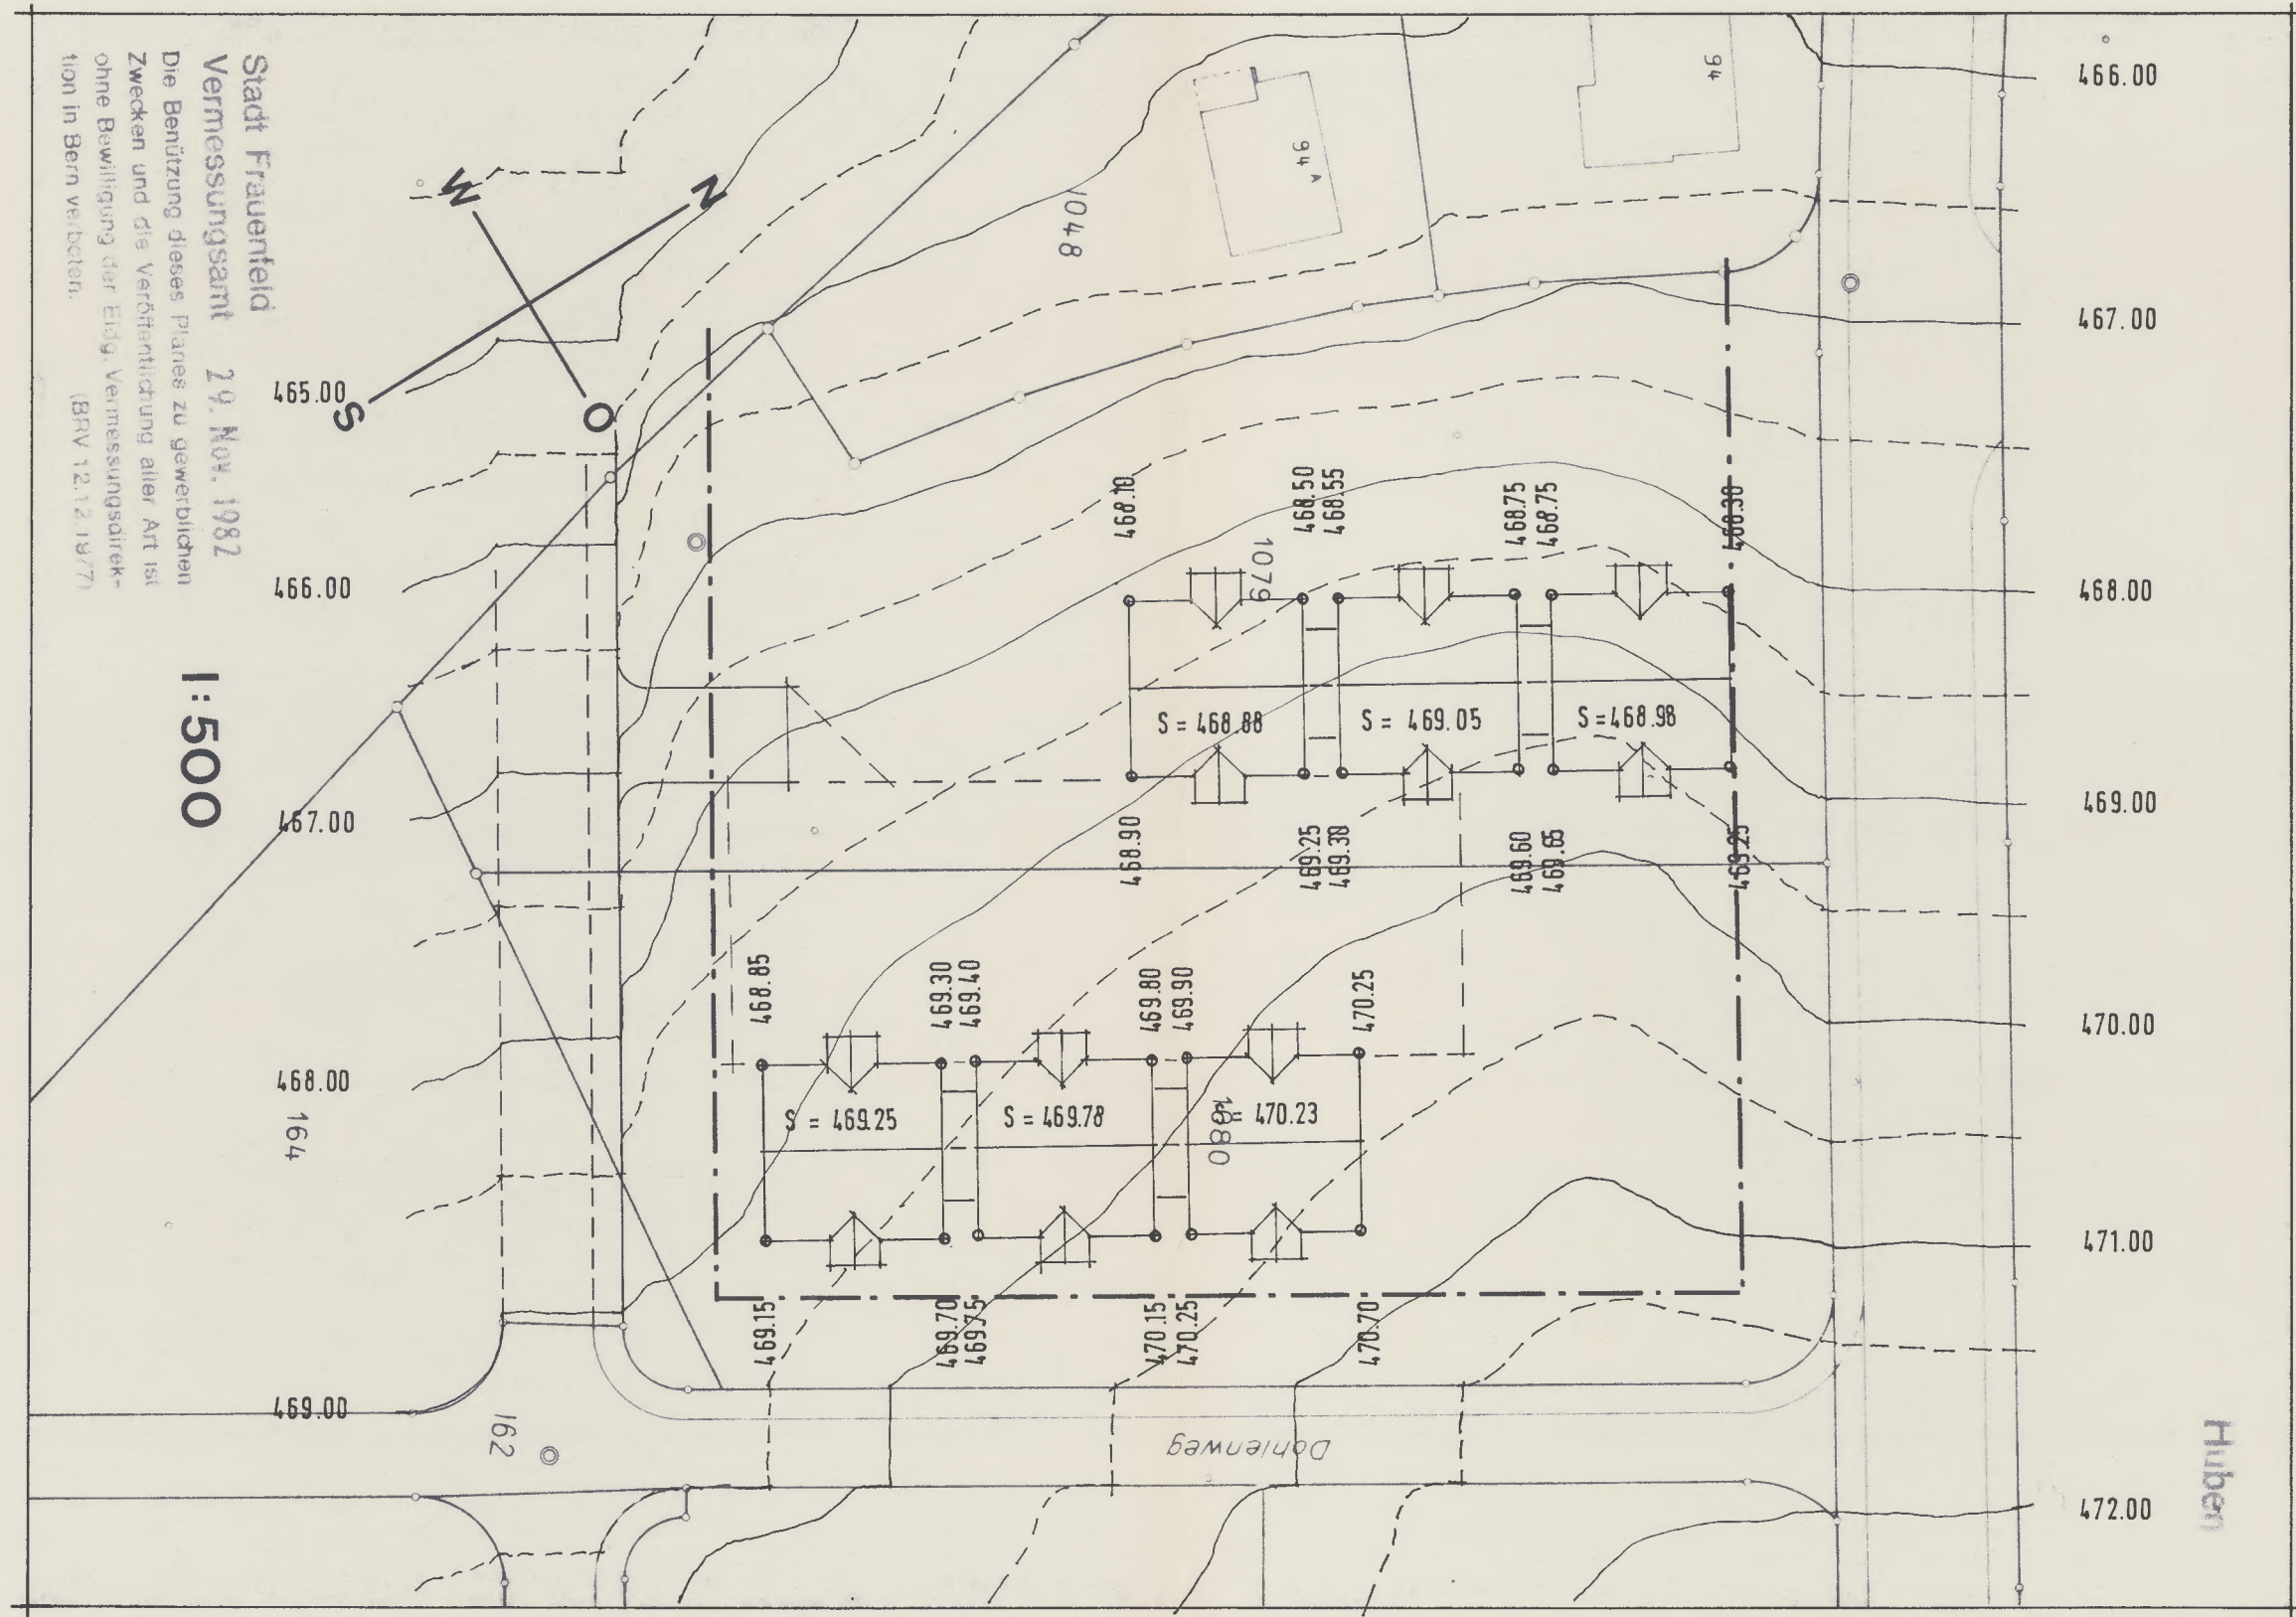 Stadt Frauenfeld
Vermessungsamt 29. Nov. 1982
Die Benützung dieses Planes zu gewerblichen
Zwecken und die Veröffentlichung aller Art ist
ohne Bewilligung der Eidg. Vermessungsdirek-
tion in Bern verboten. (BRV 12.12.1977)
1:500
N
W
O
S
465.00
466.00
467.00
468.00
469.00
164
162
1048
94 A
94
466.00
467.00
468.00
469.00
470.00
471.00
472.00
Huben
468.10
468.50
468.55
468.75
468.75
468.30
1079
S = 468.88
S = 469.05
S = 468.98
468.90
469.25
469.30
469.60
469.65
469.25
468.85
469.30
469.40
469.80
469.90
470.25
S = 469.25
S = 469.78
S = 470.23
1080
469.15
469.70
469.75
470.15
470.25
470.70
Dohlenweg